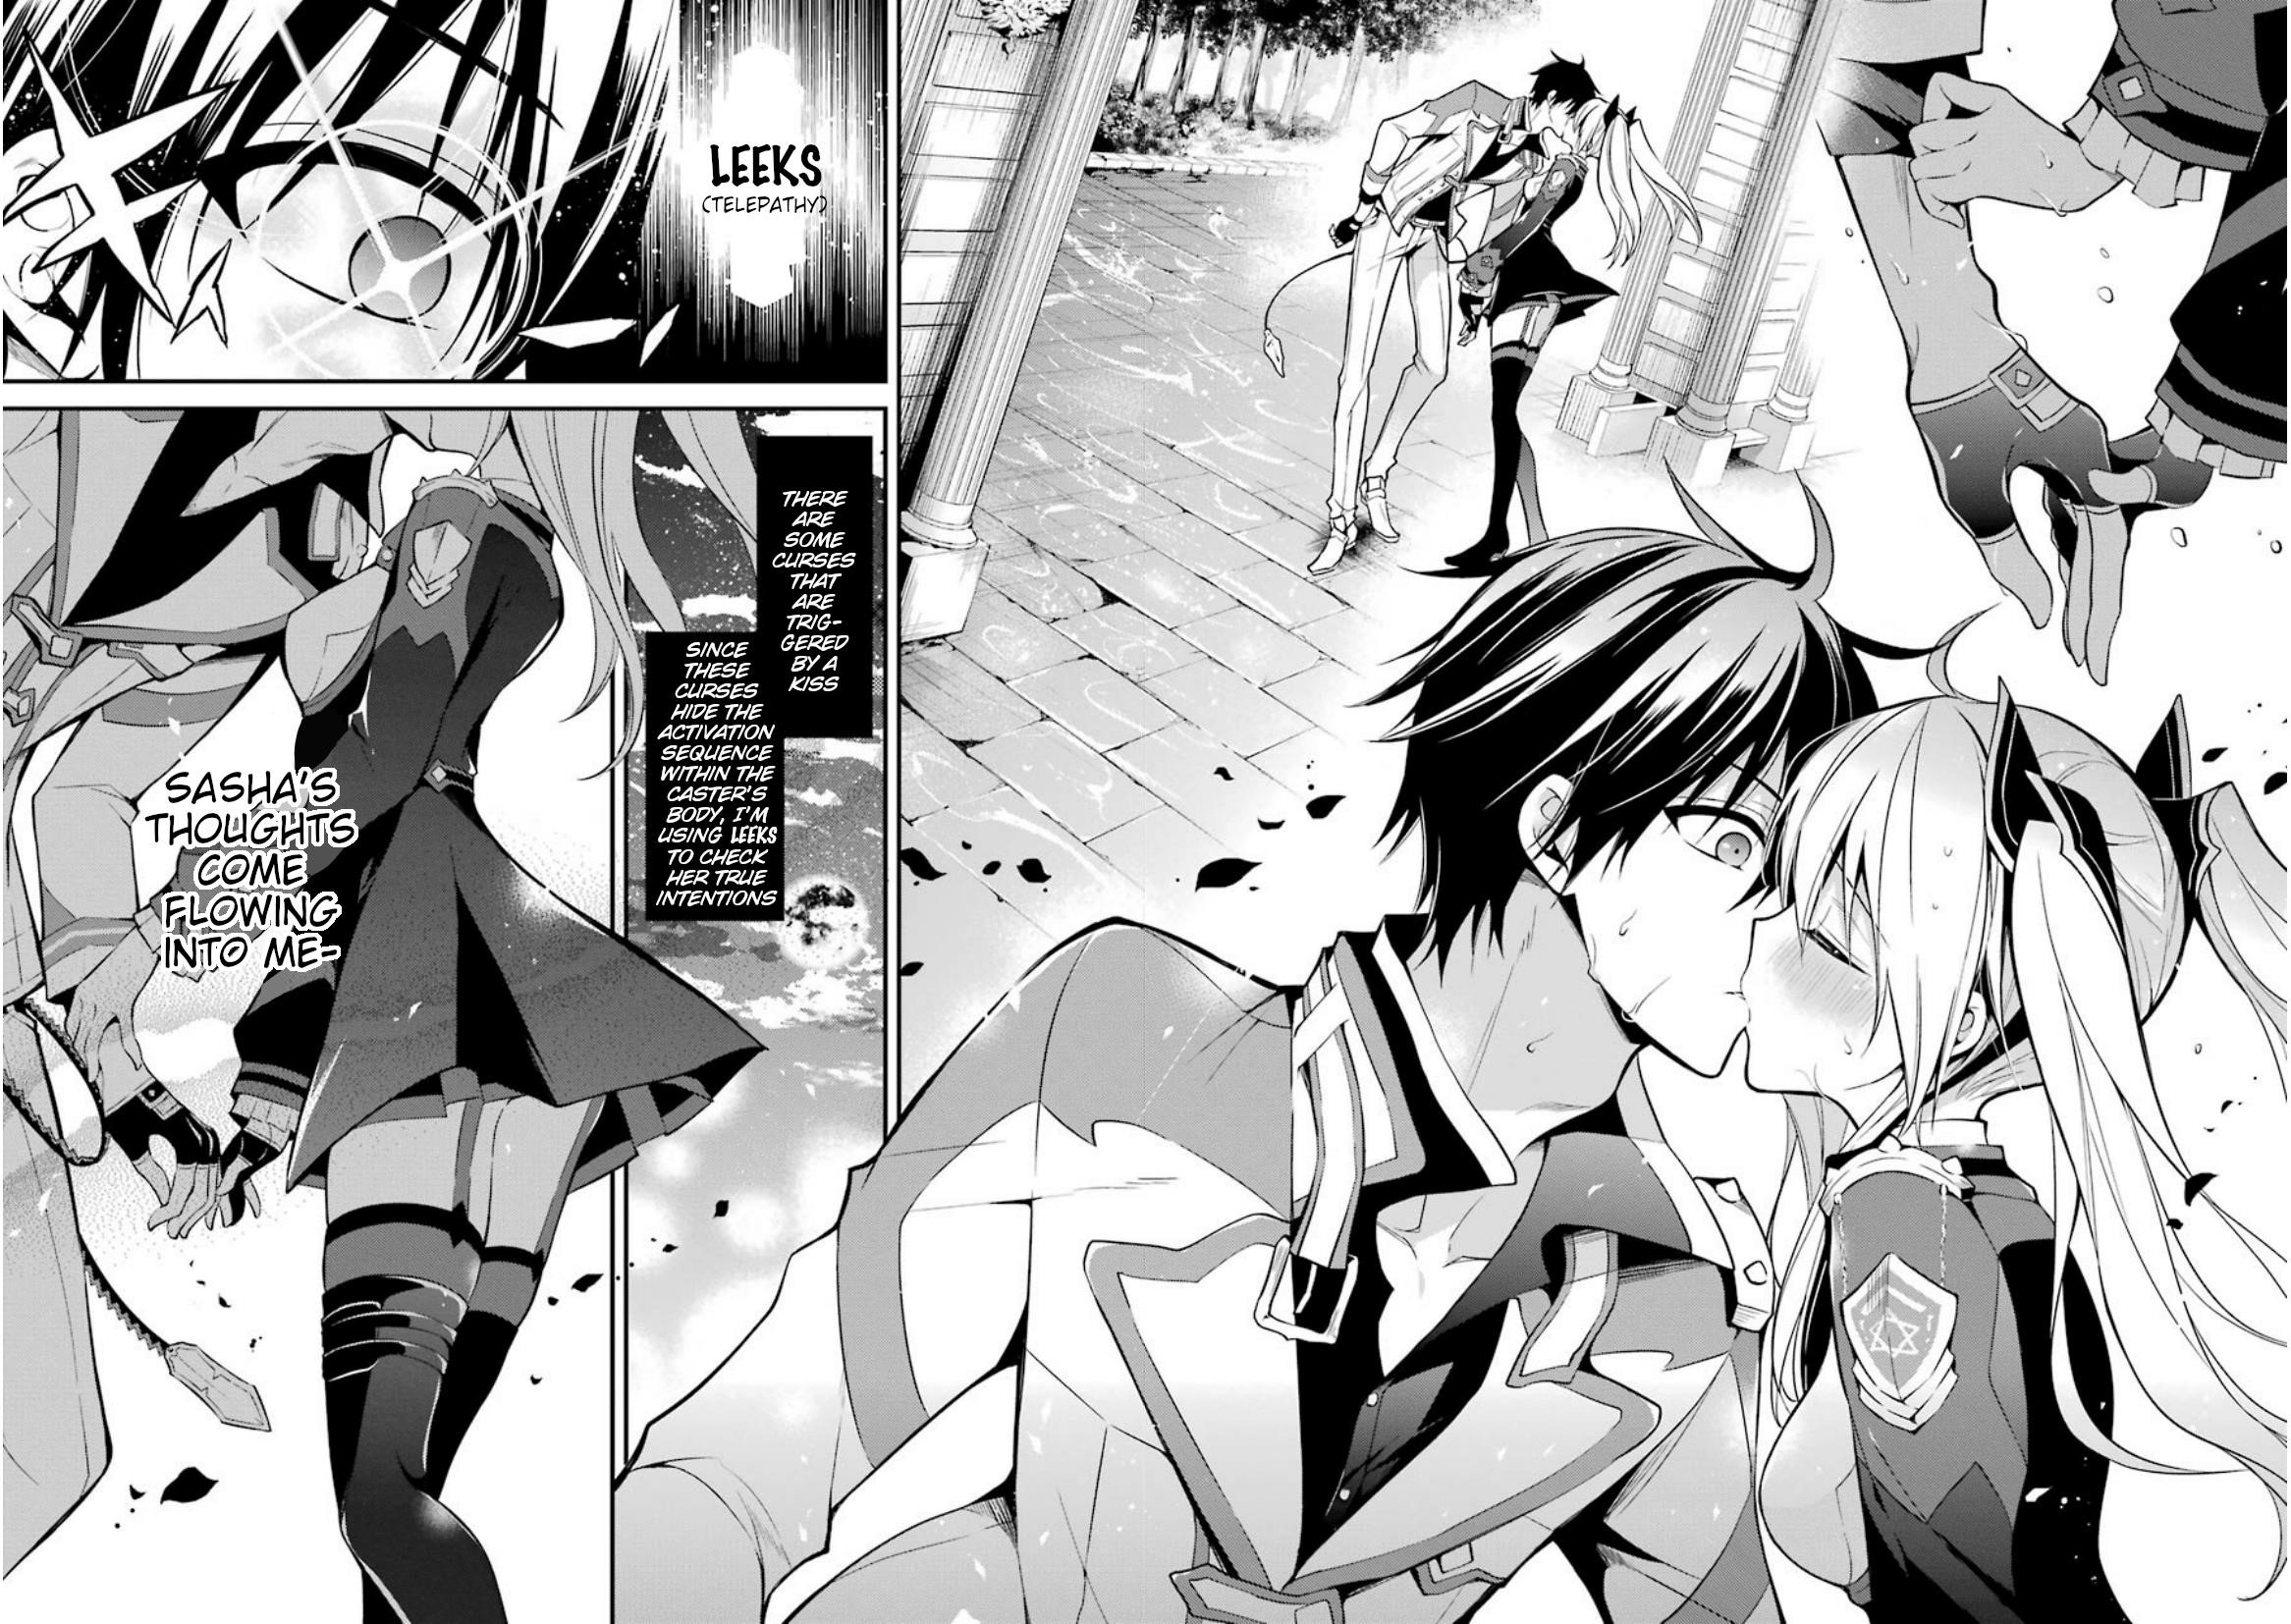 LEEKS
(TELEPATHY)
THERE
ARE
SOME
CURSES
THAT
ARE
TRIG-
GERED
BY A
KISS
SINCE
THESE
CURSES
HIDE THE
ACTIVATION
SEQUENCE
WITHIN THE
CASTER'S
BODY, I'M
USING LEEKS
TO CHECK
HER TRUE
INTENTIONS
SASHA'S
THOUGHTS
COME
FLOWING
INTO ME-